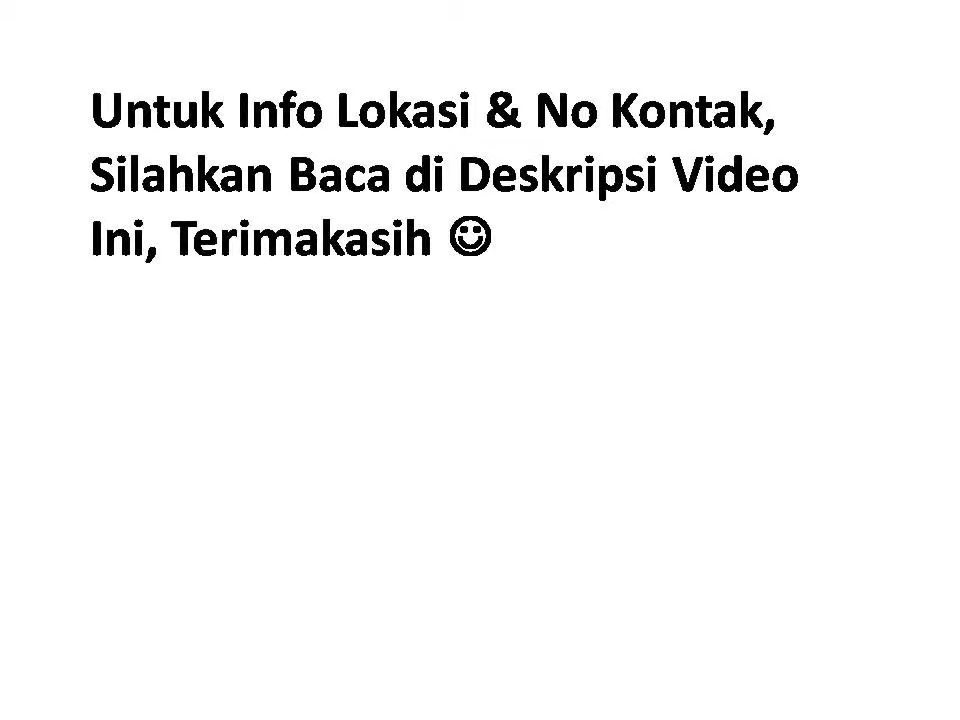 Untuk Info Lokasi & No Kontak,
Silahkan Baca di Deskripsi Video
Ini, Terimakasih ☺